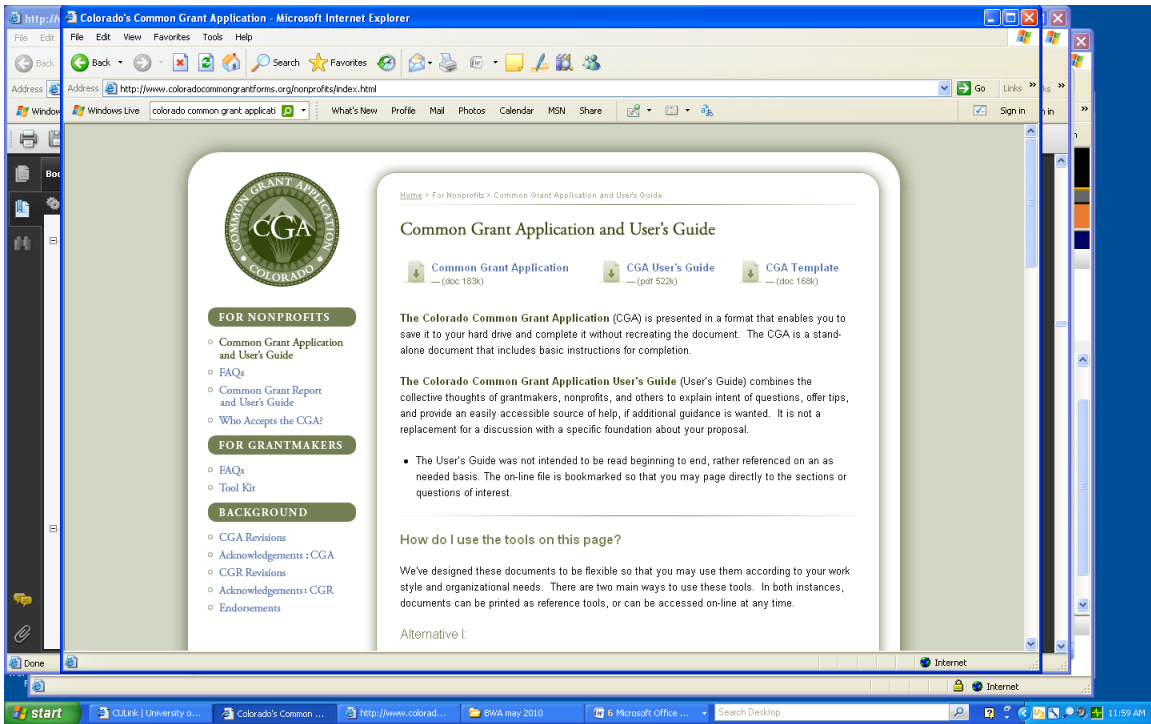 http://
Colorado's Common Grant Application - Microsoft Internet Explorer
File Edit
File Edit View Favorites Tools Help
Back
Back Search Favorites
Address
Address http://www.coloradocommongrantforms.org/nonprofits/index.html Go Links »
Window
Windows Live colorado common grant applicati What's New Profile Mail Photos Calendar MSN Share Sign in
Boo
COMMON GRANT APPLICATION
CGA
COLORADO
Home > For Nonprofits > Common Grant Application and User's Guide
Common Grant Application and User's Guide
Common Grant Application
— (doc 183k)
CGA User's Guide
— (pdf 522k)
CGA Template
— (doc 168k)
FOR NONPROFITS
Common Grant Application
and User's Guide
FAQs
Common Grant Report
and User's Guide
Who Accepts the CGA?
FOR GRANTMAKERS
FAQs
Tool Kit
BACKGROUND
CGA Revisions
Acknowledgements : CGA
CGR Revisions
Acknowledgements: CGR
Endorsements
The Colorado Common Grant Application (CGA) is presented in a format that enables you to
save it to your hard drive and complete it without recreating the document. The CGA is a stand-
alone document that includes basic instructions for completion.
The Colorado Common Grant Application User's Guide (User's Guide) combines the
collective thoughts of grantmakers, nonprofits, and others to explain intent of questions, offer tips,
and provide an easily accessible source of help, if additional guidance is wanted. It is not a
replacement for a discussion with a specific foundation about your proposal.
• The User's Guide was not intended to be read beginning to end, rather referenced on an as
needed basis. The on-line file is bookmarked so that you may page directly to the sections or
questions of interest.
How do I use the tools on this page?
We've designed these documents to be flexible so that you may use them according to your work
style and organizational needs. There are two main ways to use these tools. In both instances,
documents can be printed as reference tools, or can be accessed on-line at any time.
Alternative I:
Done
Internet
Internet
start
CULink | University o...
Colorado's Common ...
http://www.colorad...
BWA may 2010
6 Microsoft Office ...
Search Desktop
11:59 AM